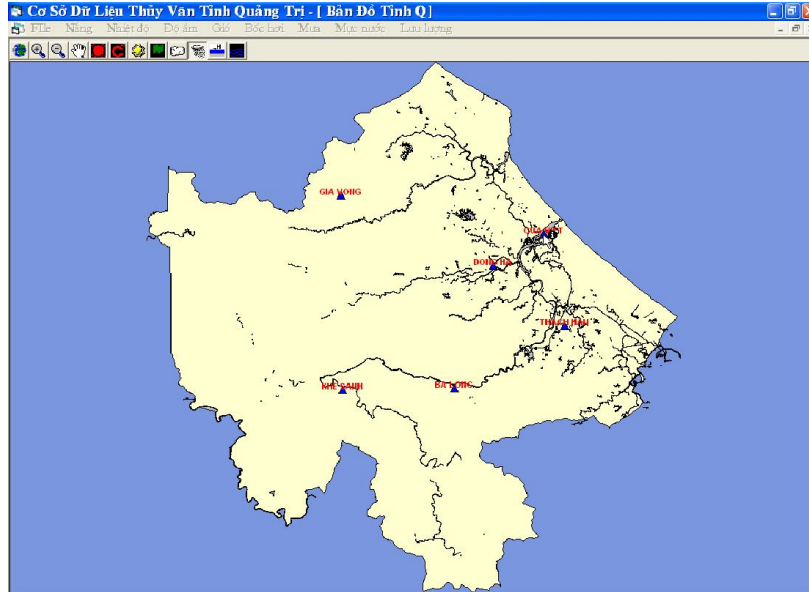 Cơ Sở Dữ Liệu Thủy Văn Tỉnh Quảng Trị - [ Bản Đồ Tỉnh Q]
FIle Nắng Nhiệt độ Độ ẩm Gió Bốc hơi Mưa Mực nước Lưu lượng
GIA VONG
DONG HA
THACH HAN
KHE SANH
BA LONG